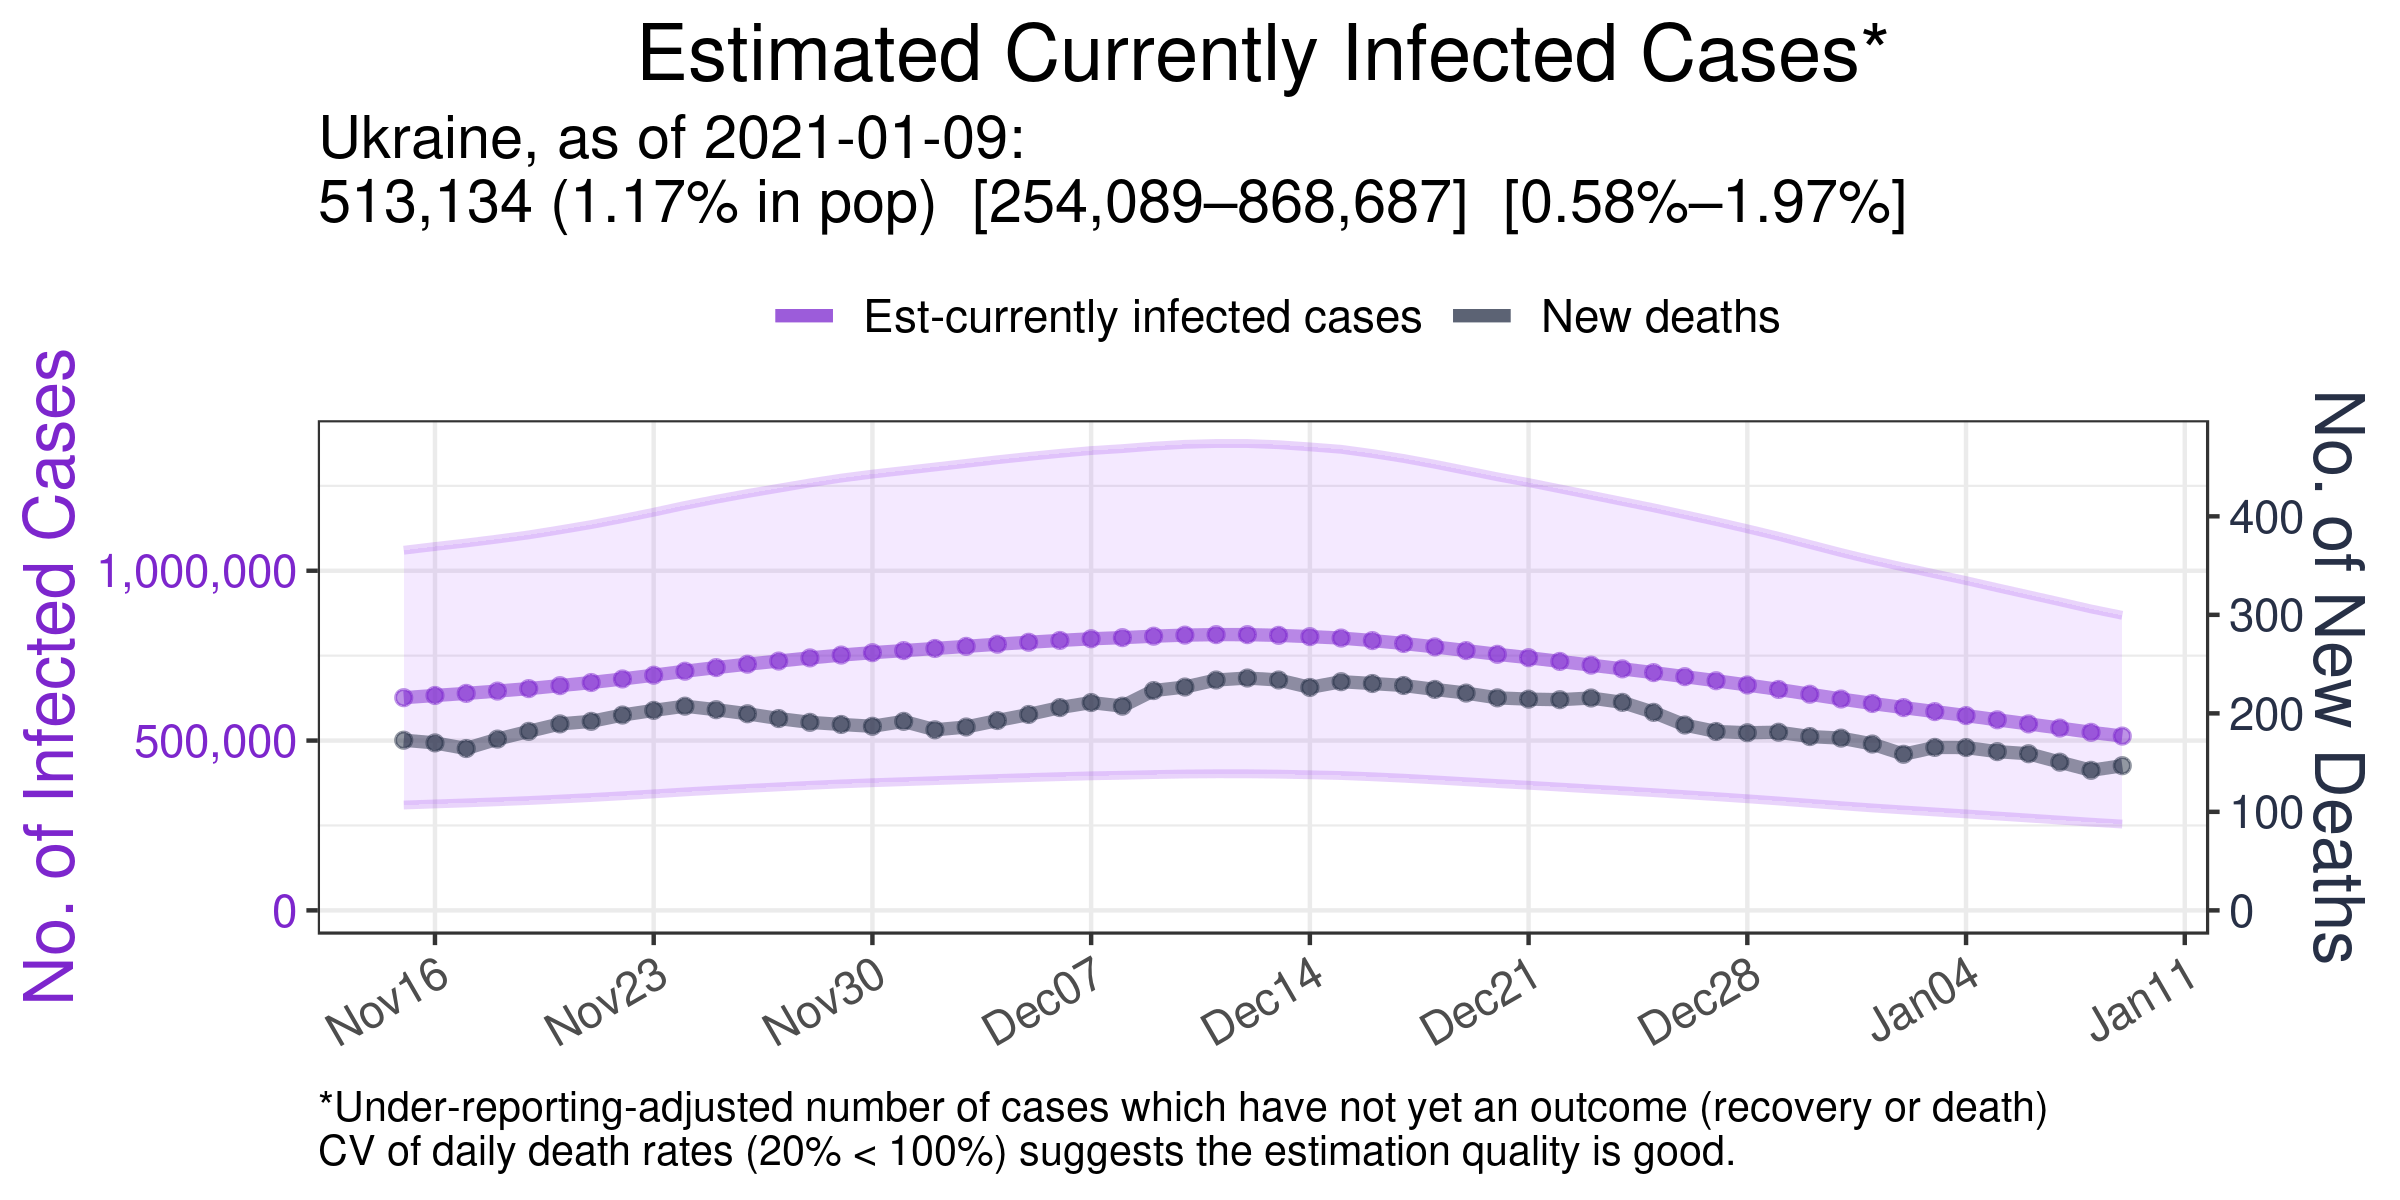 Estimated Currently Infected Cases*
Ukraine, as of 2021-01-09:
513,134 (1.17% in pop)  [254,089–868,687]  [0.58%–1.97%]
Est-currently infected cases
New deaths
No. of Infected Cases
1,000,000
500,000
0
No. of New Deaths
400
300
200
100
0
Nov16
Nov23
Nov30
Dec07
Dec14
Dec21
Dec28
Jan04
Jan11
*Under-reporting-adjusted number of cases which have not yet an outcome (recovery or death)
CV of daily death rates (20% < 100%) suggests the estimation quality is good.